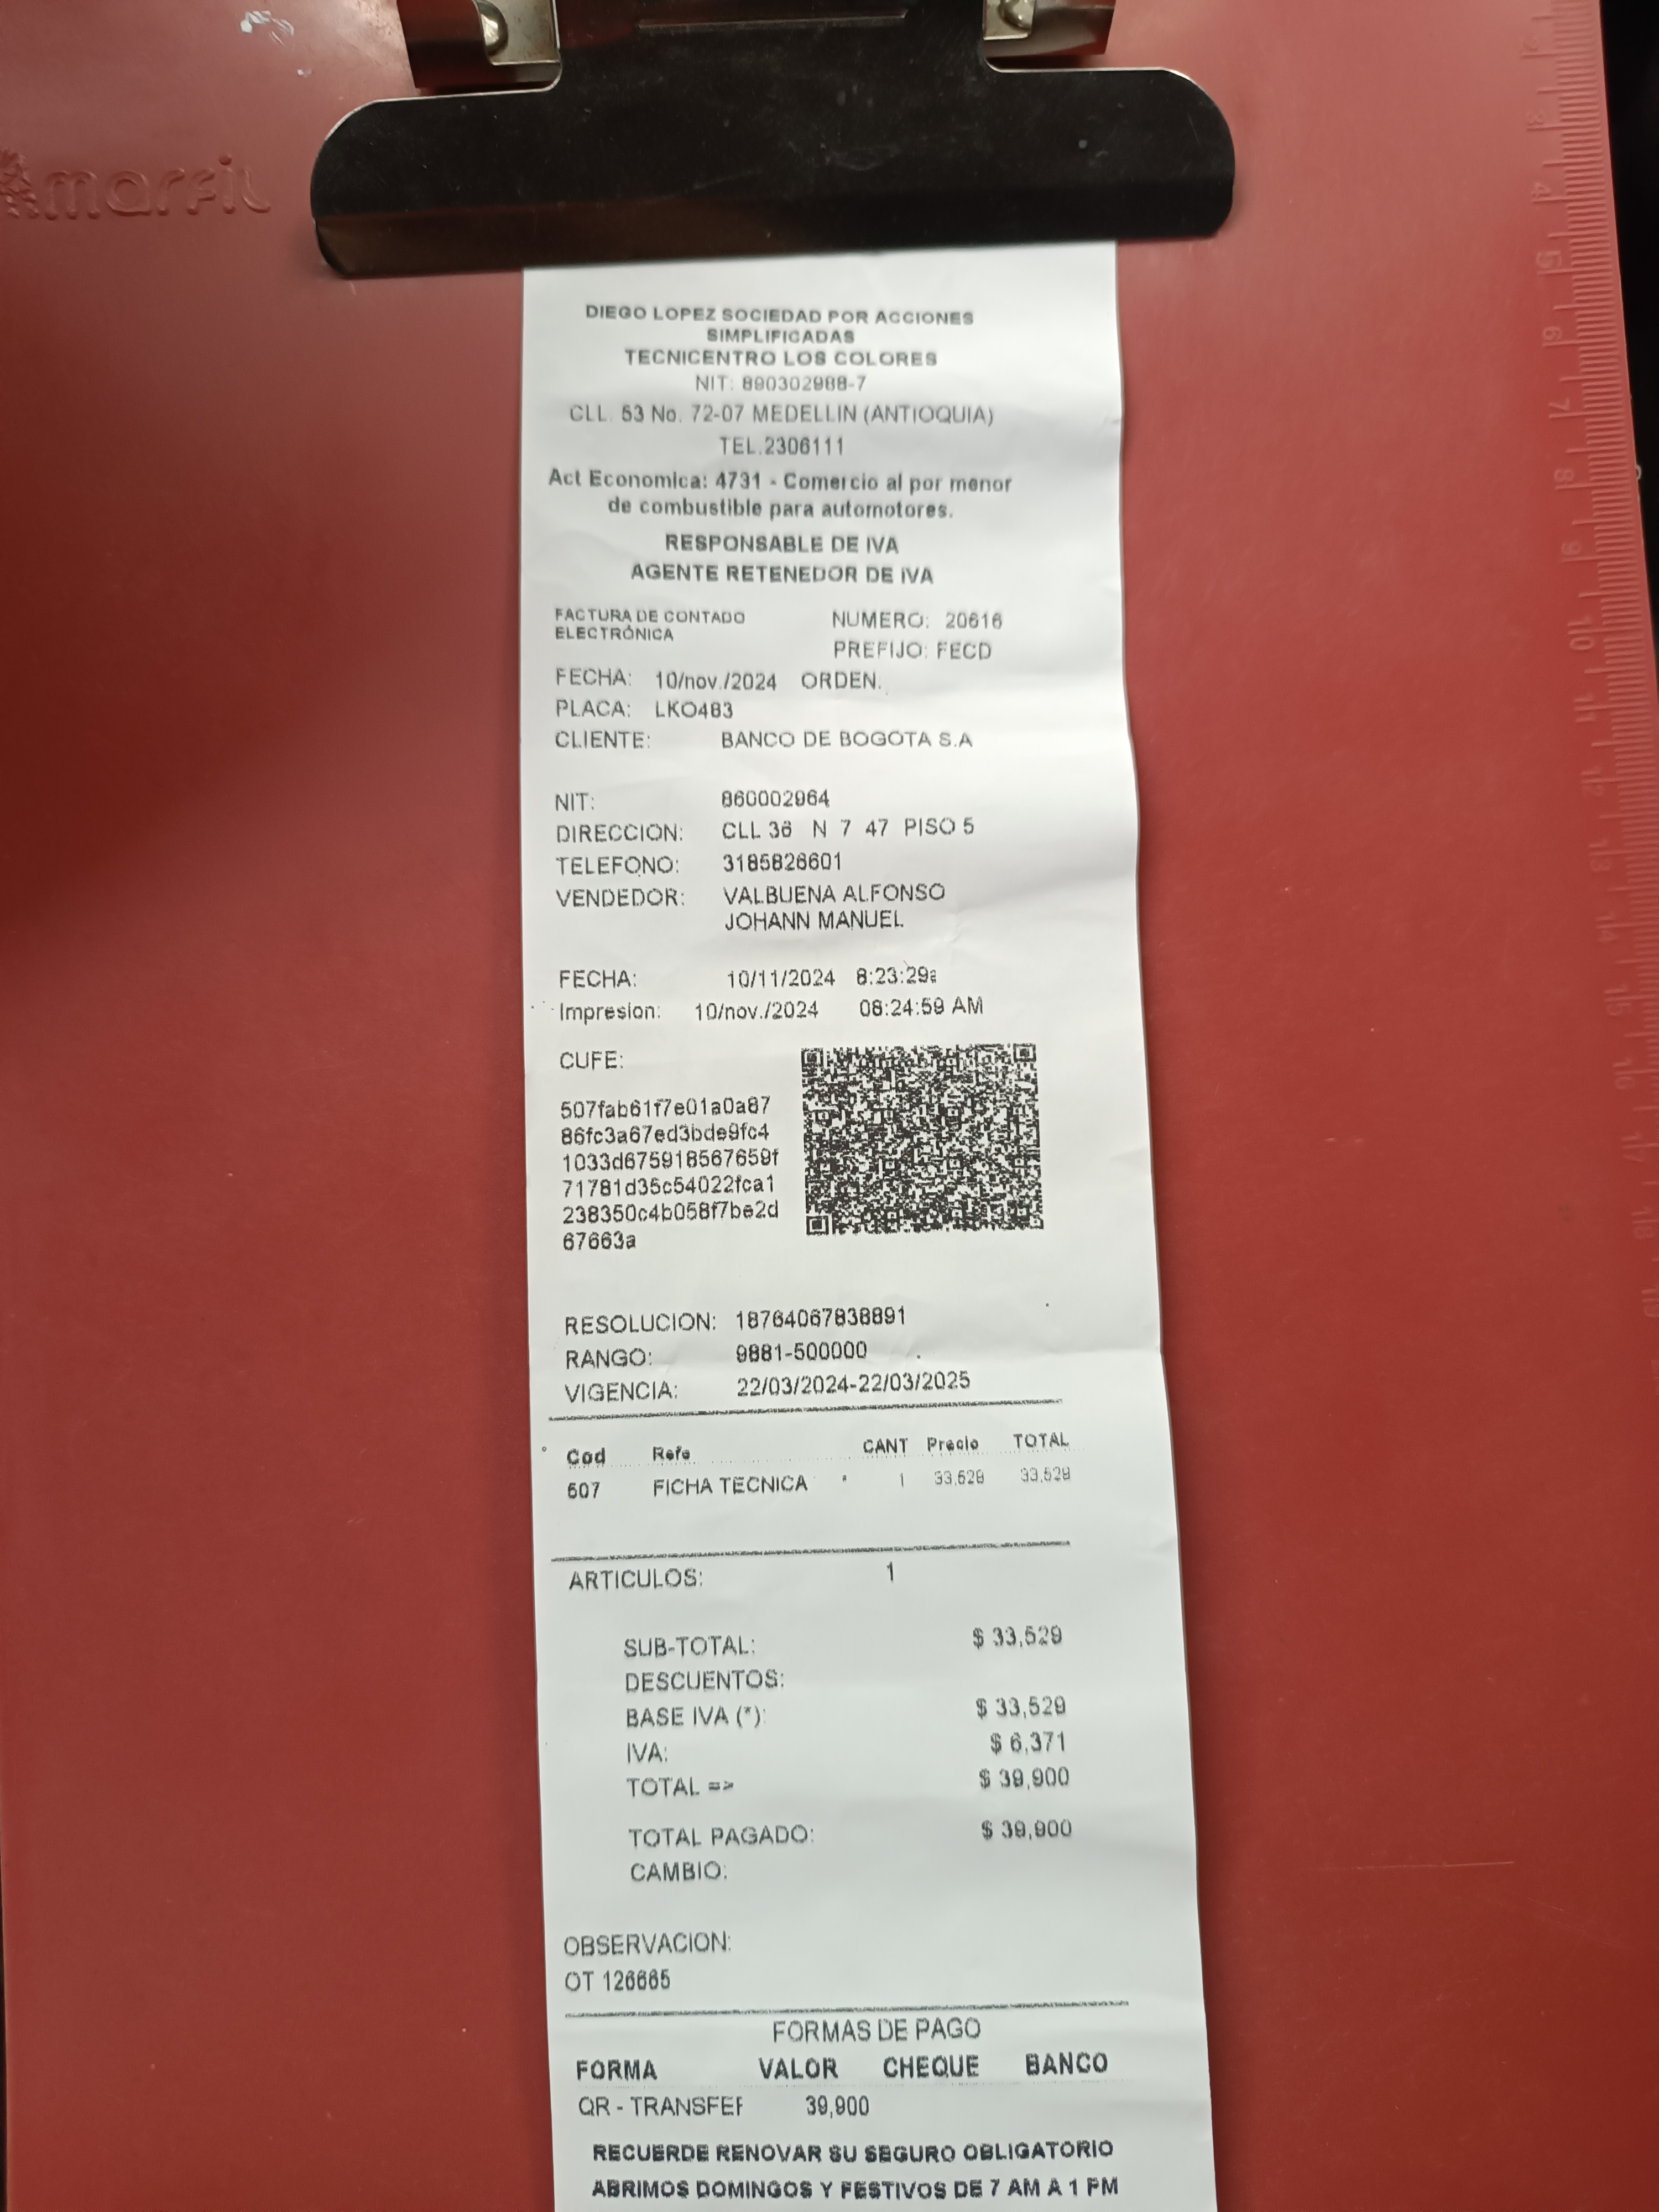 marfil
DIEGO LOPEZ SOCIEDAD POR ACCIONES
SIMPLIFICADAS
TECNICENTRO LOS COLORES
NIT: 890302988-7
CLL. 53 No. 72-07 MEDELLIN (ANTIOQUIA)
TEL.2306111
Act Economica: 4731 - Comercio al por menor
de combustible para automotores.
RESPONSABLE DE IVA
AGENTE RETENEDOR DE IVA
FACTURA DE CONTADO
ELECTRÓNICA
NUMERO: 20616
PREFIJO: FECD
FECHA: 10/nov./2024 ORDEN.
PLACA: LKO483
CLIENTE: BANCO DE BOGOTA S.A
NIT: 860002964
DIRECCION: CLL 36 N 7 47 PISO 5
TELEFONO: 3185826601
VENDEDOR: VALBUENA ALFONSO
JOHANN MANUEL
FECHA: 10/11/2024 8:23:29a
Impresion: 10/nov./2024 08:24:59 AM
CUFE:
507fab61f7e01a0a87
86fc3a67ed3bde9fc4
1033d675918567659f
71781d35c54022fca1
238350c4b058f7be2d
67663a
RESOLUCION: 18764067838891
RANGO: 9881-500000
VIGENCIA: 22/03/2024-22/03/2025
Cod Refe CANT Precio TOTAL
507 FICHA TECNICA * 1 33,529 33,529
ARTICULOS: 1
SUB-TOTAL: $ 33,529
DESCUENTOS:
BASE IVA (*): $ 33,529
IVA: $ 6,371
TOTAL => $ 39,900
TOTAL PAGADO: $ 39,900
CAMBIO:
OBSERVACION:
OT 126665
FORMAS DE PAGO
FORMA VALOR CHEQUE BANCO
QR - TRANSFEF 39,900
RECUERDE RENOVAR SU SEGURO OBLIGATORIO
ABRIMOS DOMINGOS Y FESTIVOS DE 7 AM A 1 PM